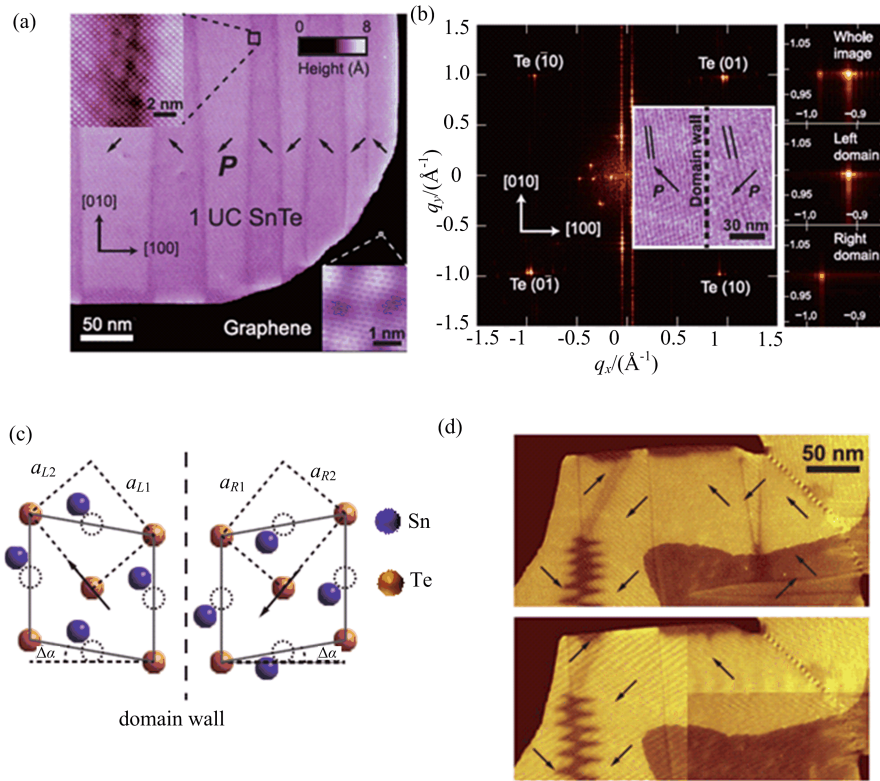 (a)
0 8
Height (Å)
2 nm
P
1 UC SnTe
[010]
[100]
50 nm
Graphene
1 nm
(b)
1.5
1.0
0.5
0
-0.5
-1.0
-1.5
qy/(Å-1)
-1.5 -1 -0.5 0 0.5 1 1.5
qx/(Å-1)
Te (1̄0)
Te (01)
Te (01̄)
Te (10)
[010]
[100]
Domain wall
P
P
30 nm
Whole image
1.05
0.95
−1.0 −0.9
Left domain
1.05
0.95
−1.0 −0.9
Right domain
1.05
0.95
−1.0 −0.9
(c)
aL2
aL1
aR1
aR2
Sn
Te
Δα
Δα
domain wall
(d)
50 nm